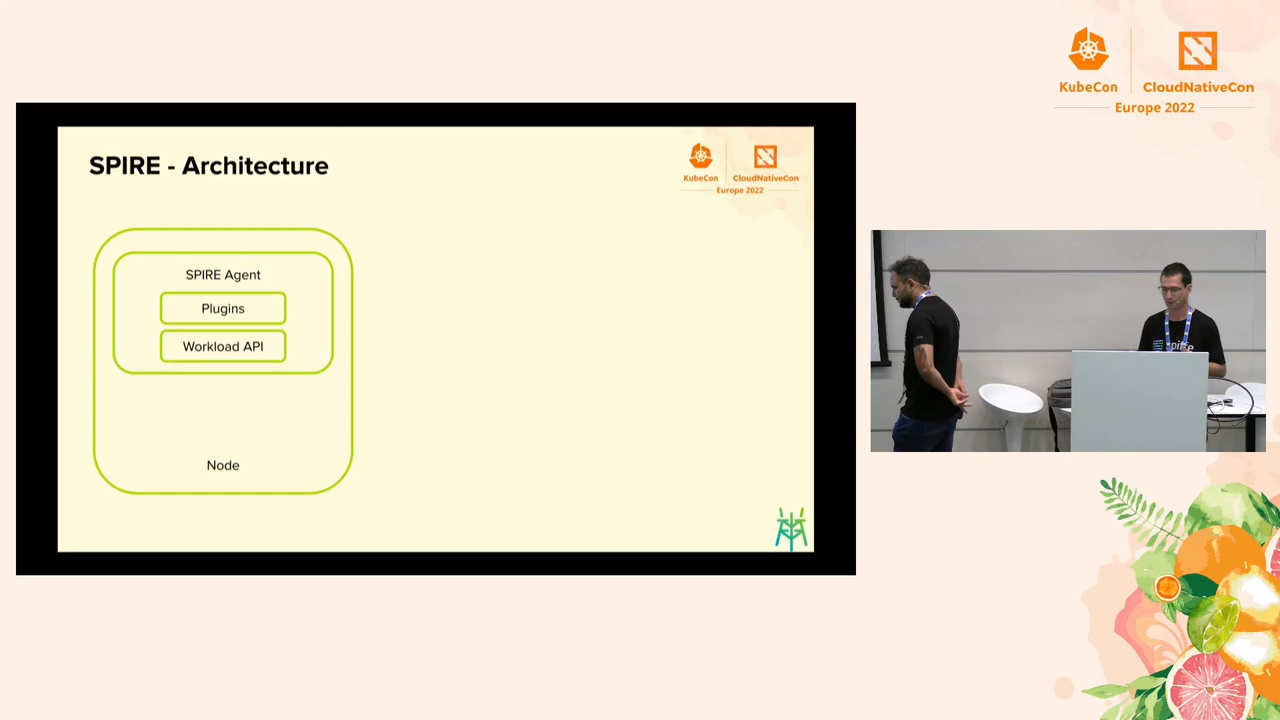 KubeCon
CloudNativeCon
Europe 2022
SPIRE - Architecture
KubeCon
CloudNativeCon
Europe 2022
SPIRE Agent
Plugins
Workload API
Node